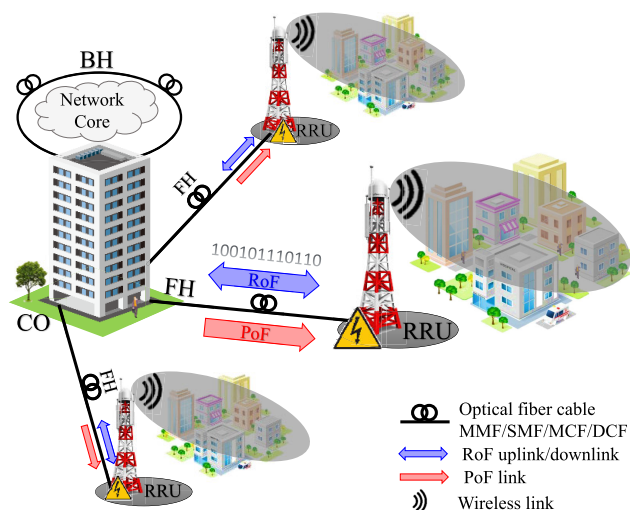 BH
Network
Core
RRU
FH
100101110110
RoF
FH
CO
PoF
RRU
FH
RRU
Optical fiber cable
MMF/SMF/MCF/DCF
RoF uplink/downlink
PoF link
Wireless link